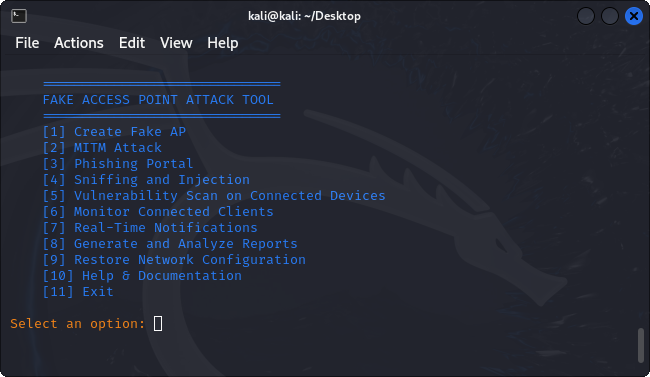 kali@kali: ~/Desktop
File Actions Edit View Help
FAKE ACCESS POINT ATTACK TOOL
[1] Create Fake AP
[2] MITM Attack
[3] Phishing Portal
[4] Sniffing and Injection
[5] Vulnerability Scan on Connected Devices
[6] Monitor Connected Clients
[7] Real-Time Notifications
[8] Generate and Analyze Reports
[9] Restore Network Configuration
[10] Help & Documentation
[11] Exit
Select an option: